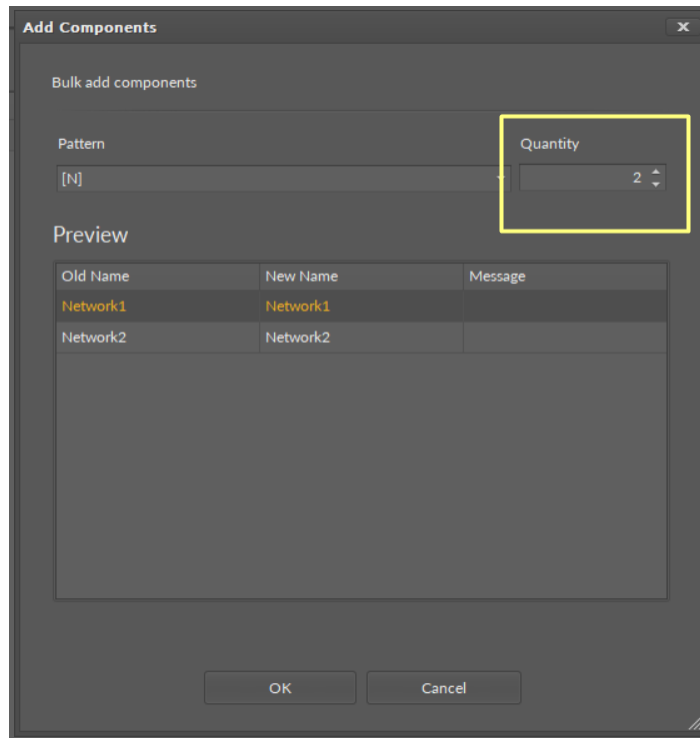 Add Components
Bulk add components
Pattern Quantity
[N] 2
Preview
Old Name New Name Message
Network1 Network1
Network2 Network2
OK Cancel